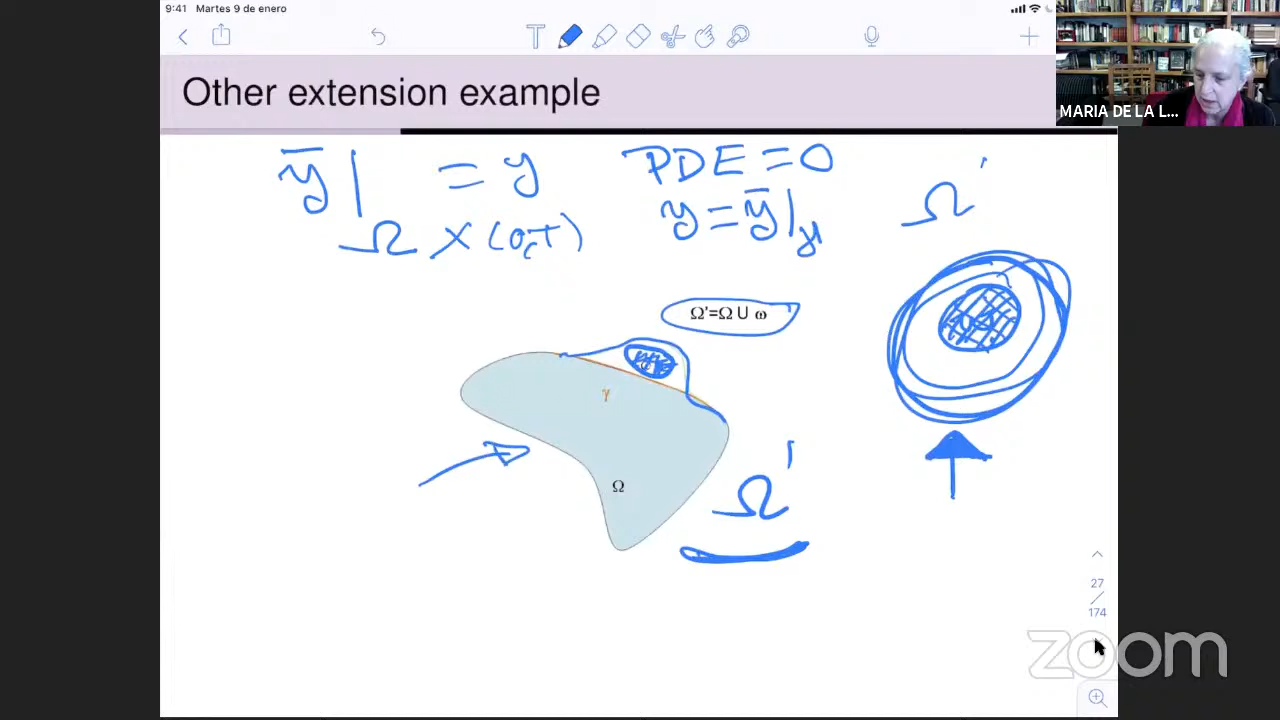 9:41 Martes 9 de enero
MARIA DE LA L...
Other extension example
ȳ| = y
Ω × (0,T)
PDE = 0
y = ȳ|γ
Ω'
Ω'=Ω ∪ ω
γ
Ω
Ω'
27
174
zoom